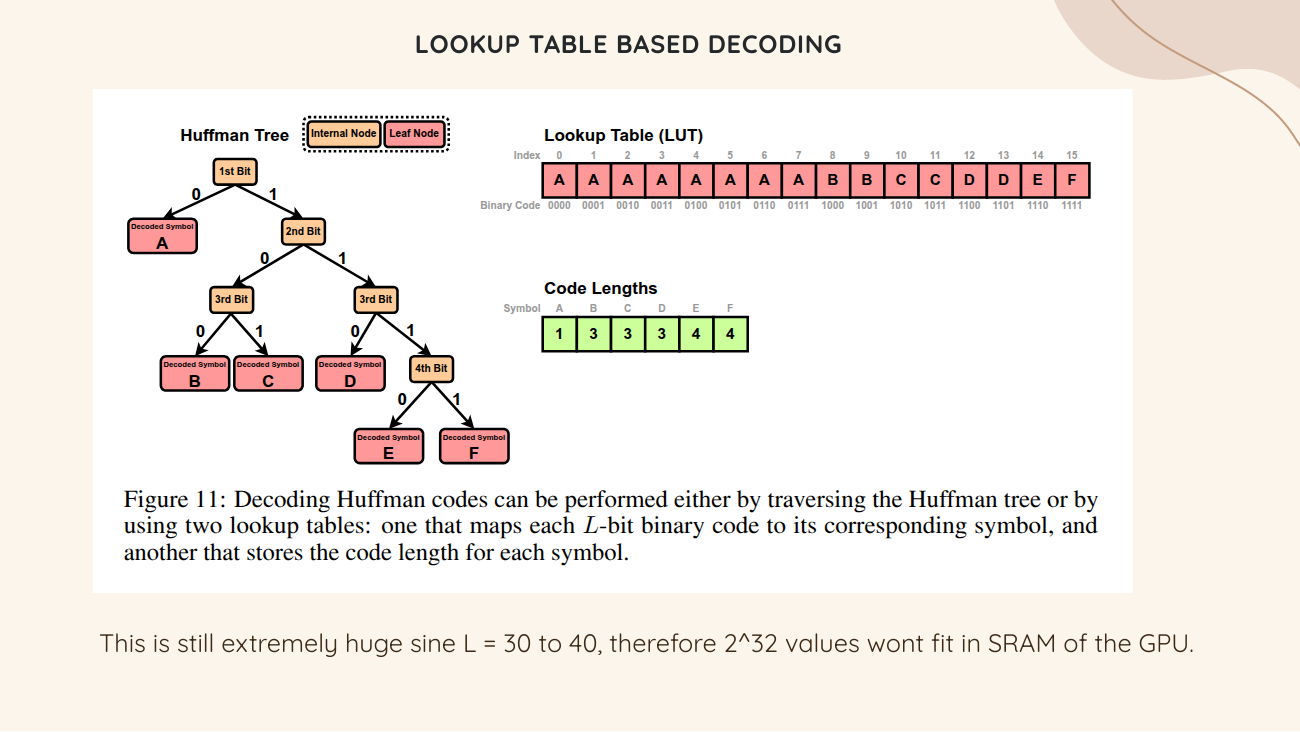 LOOKUP TABLE BASED DECODING
Huffman Tree
Internal Node Leaf Node
1st Bit
0 1
Decoded Symbol
A
2nd Bit
0 1
3rd Bit 3rd Bit
0 1 0 1
Decoded Symbol Decoded Symbol Decoded Symbol
B C D
4th Bit
0 1
Decoded Symbol Decoded Symbol
E F
Lookup Table (LUT)
Index 0 1 2 3 4 5 6 7 8 9 10 11 12 13 14 15
A A A A A A A A B B C C D D E F
Binary Code 0000 0001 0010 0011 0100 0101 0110 0111 1000 1001 1010 1011 1100 1101 1110 1111
Code Lengths
Symbol A B C D E F
1 3 3 3 4 4
Figure 11: Decoding Huffman codes can be performed either by traversing the Huffman tree or by
using two lookup tables: one that maps each L-bit binary code to its corresponding symbol, and
another that stores the code length for each symbol.
This is still extremely huge sine L = 30 to 40, therefore 2^32 values wont fit in SRAM of the GPU.